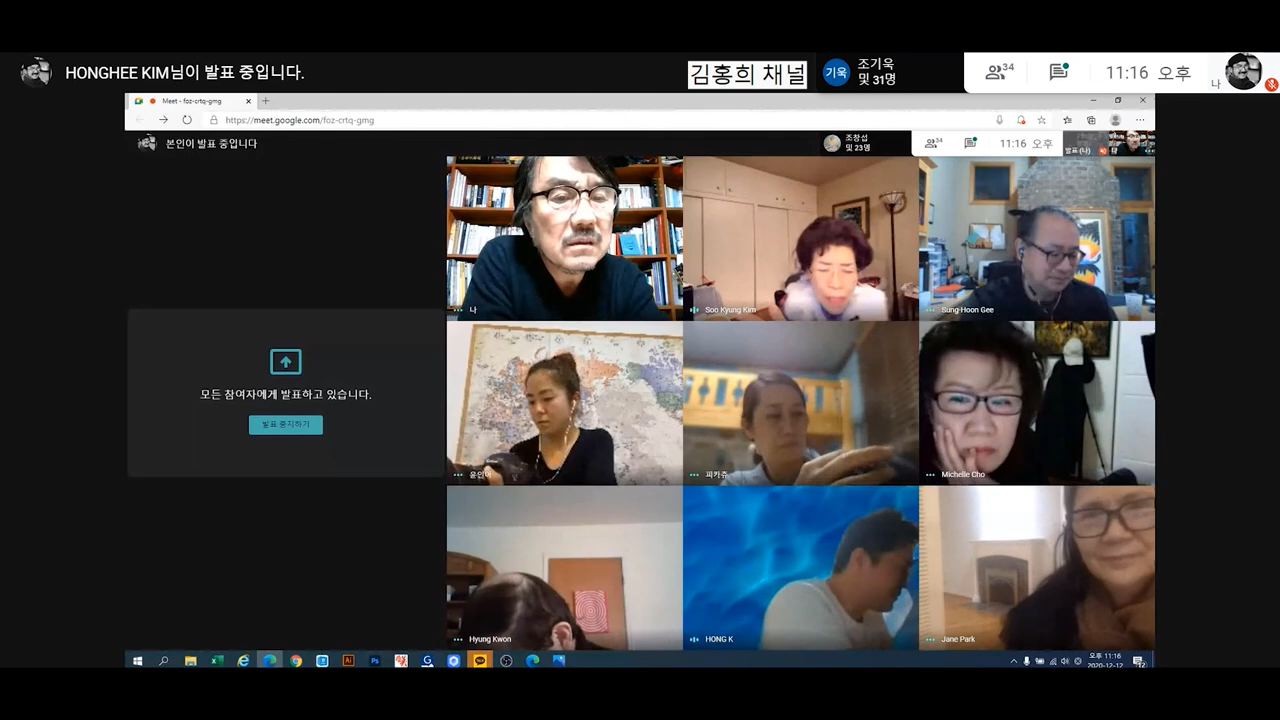 HONGHEE KIM님이 발표 중입니다.
김홍희 채널
기욱
조기욱
및 31명
34
11:16 오후
나
Meet - foz-crtq-gmg
https://meet.google.com/foz-crtq-gmg
본인이 발표 중입니다
조창섭
및 23명
34
11:16 오후
발표 (나)
나
Soo Kyung Kim
Sung-Hoon Gee
모든 참여자에게 발표하고 있습니다.
발표 중지하기
피카츄
Michelle Cho
Hyung Kwon
HONG K
Jane Park
오후 11:16
2020-12-12